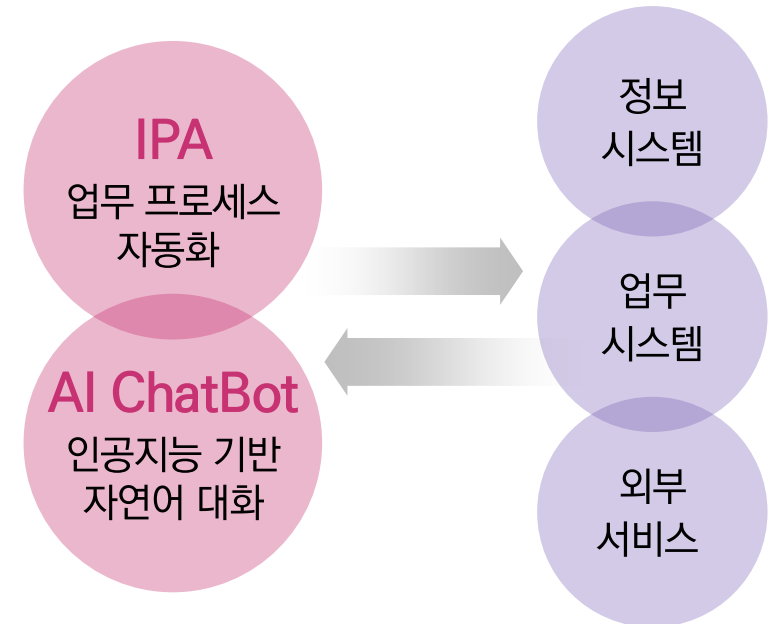 IPA
업무 프로세스
자동화
AI ChatBot
인공지능 기반
자연어 대화
정보
시스템
업무
시스템
외부
서비스